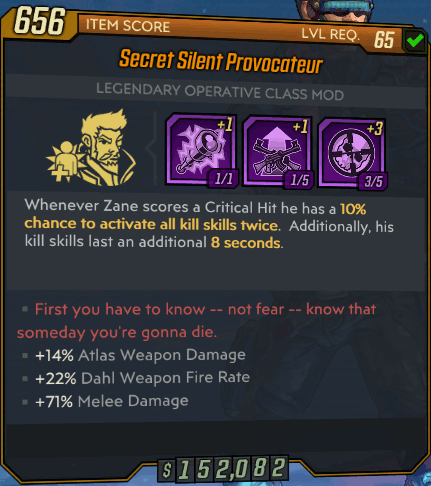 656 ITEM SCORE LVL REQ. 65
Secret Silent Provocateur
LEGENDARY OPERATIVE CLASS MOD
+1 +1 +3
1/1 1/5 3/5
Whenever Zane scores a Critical Hit he has a 10%
chance to activate all kill skills twice. Additionally, his
kill skills last an additional 8 seconds.
First you have to know -- not fear -- know that
someday you're gonna die.
+14% Atlas Weapon Damage
+22% Dahl Weapon Fire Rate
+71% Melee Damage
$152,082